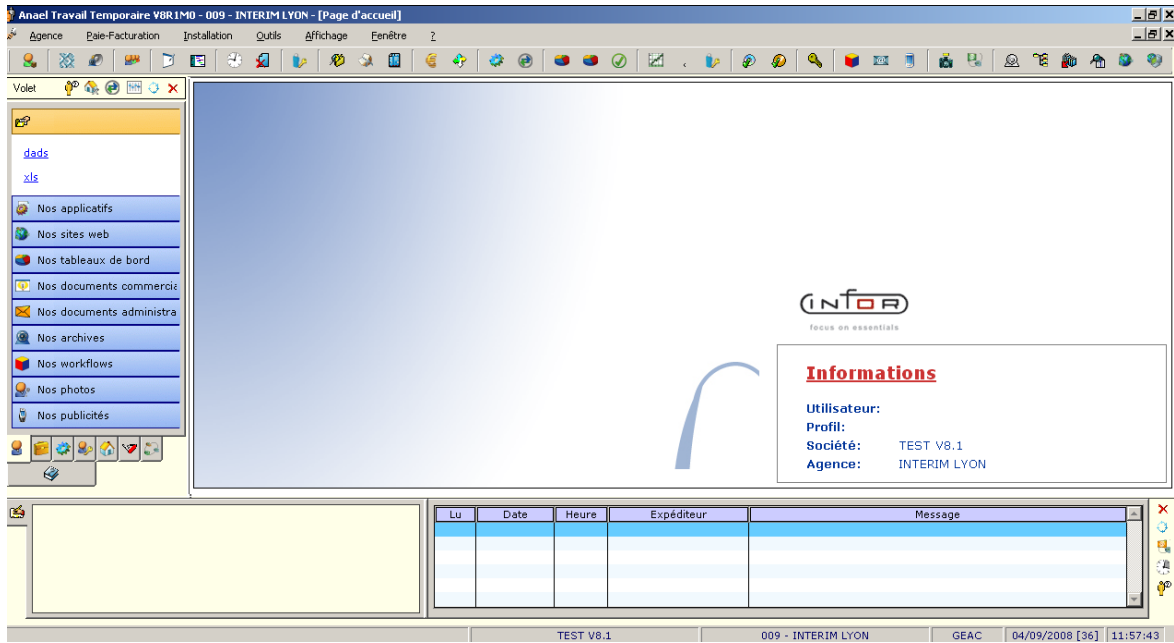 Anael Travail Temporaire V8R1M0 - 009 - INTERIM LYON - [Page d'accueil]
Agence Paie-Facturation Installation Outils Affichage Fenêtre ?
Volet
dads
xls
Nos applicatifs
Nos sites web
Nos tableaux de bord
Nos documents commercia
Nos documents administra
Nos archives
Nos workflows
Nos photos
Nos publicités
infor
focus on essentials
Informations
Utilisateur:
Profil:
Société: TEST V8.1
Agence: INTERIM LYON
Lu Date Heure Expéditeur Message
TEST V8.1 009 - INTERIM LYON GEAC 04/09/2008 [36] 11:57:43